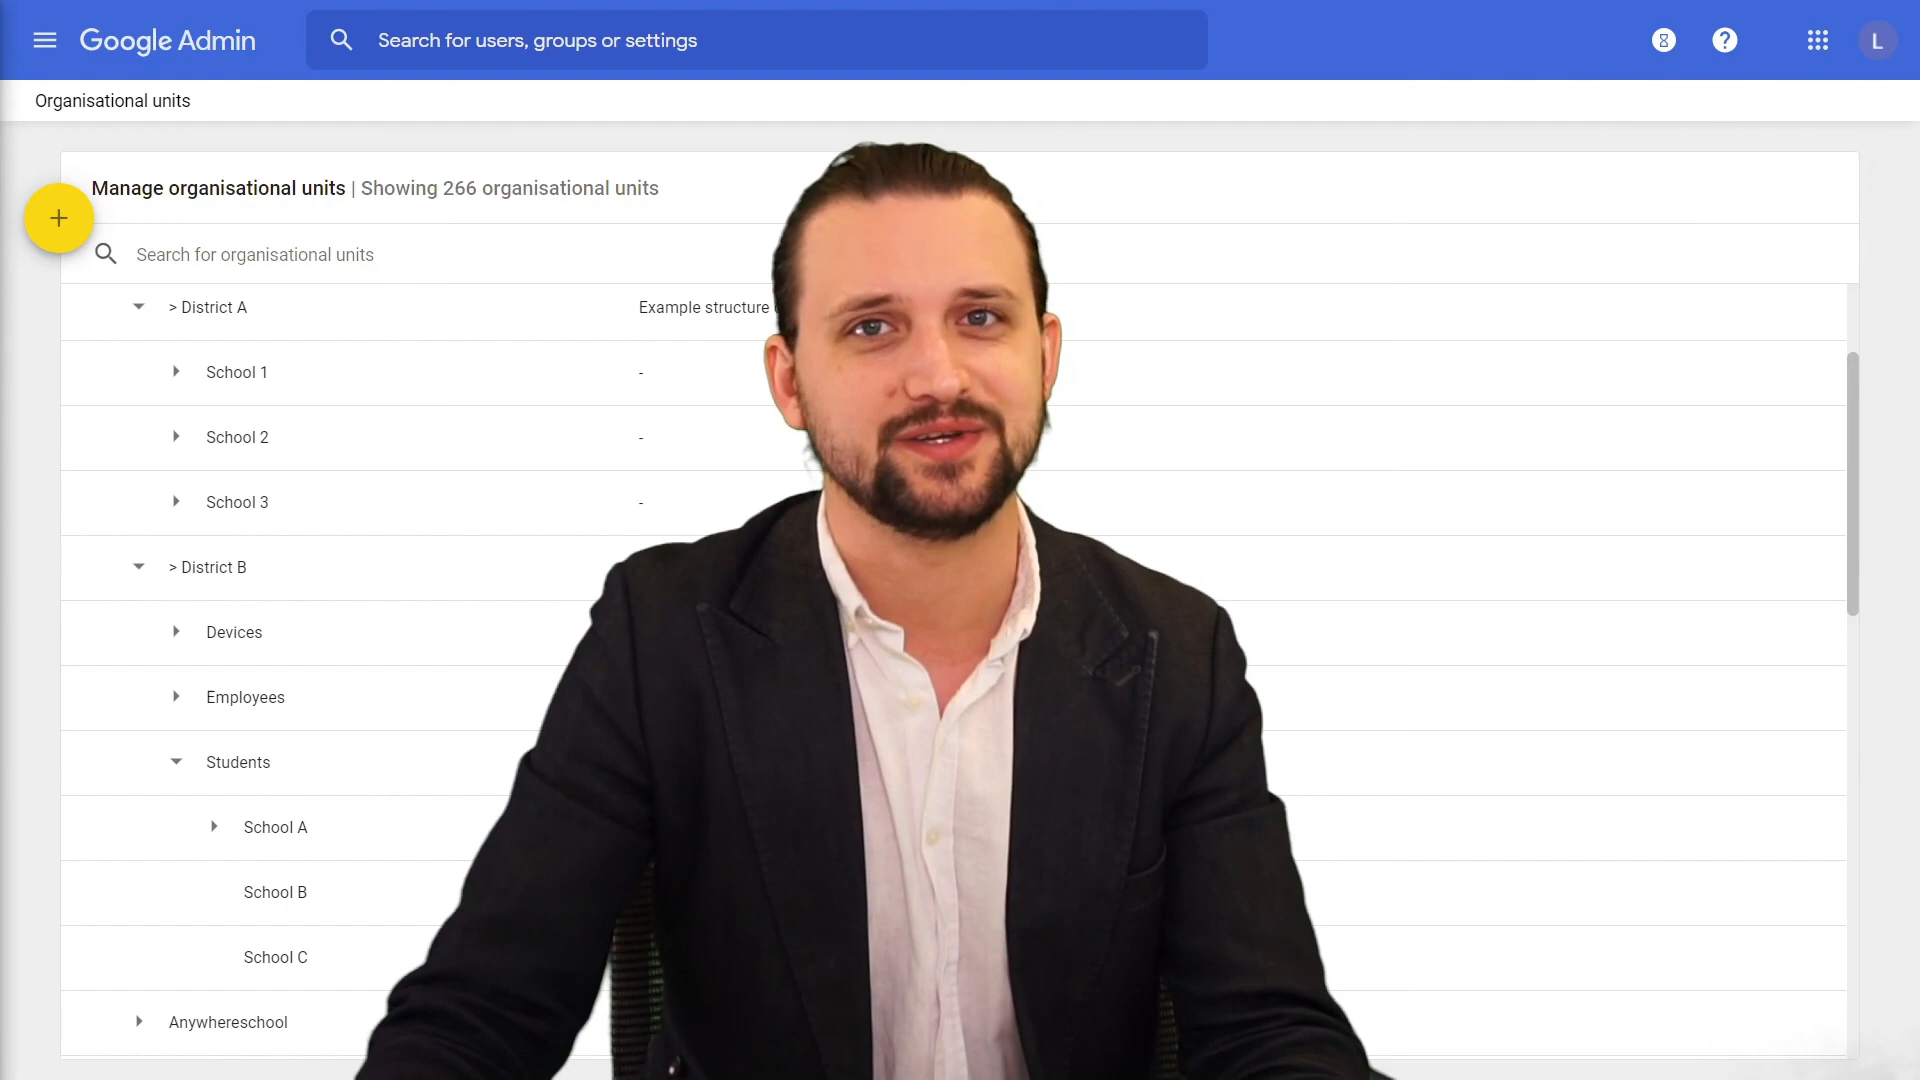 Google Admin
Search for users, groups or settings
L
Organisational units
Manage organisational units | Showing 266 organisational units
Search for organisational units
> District A
Example structure
School 1
-
School 2
-
School 3
-
> District B
Devices
Employees
Students
School A
School B
School C
Anywhereschool